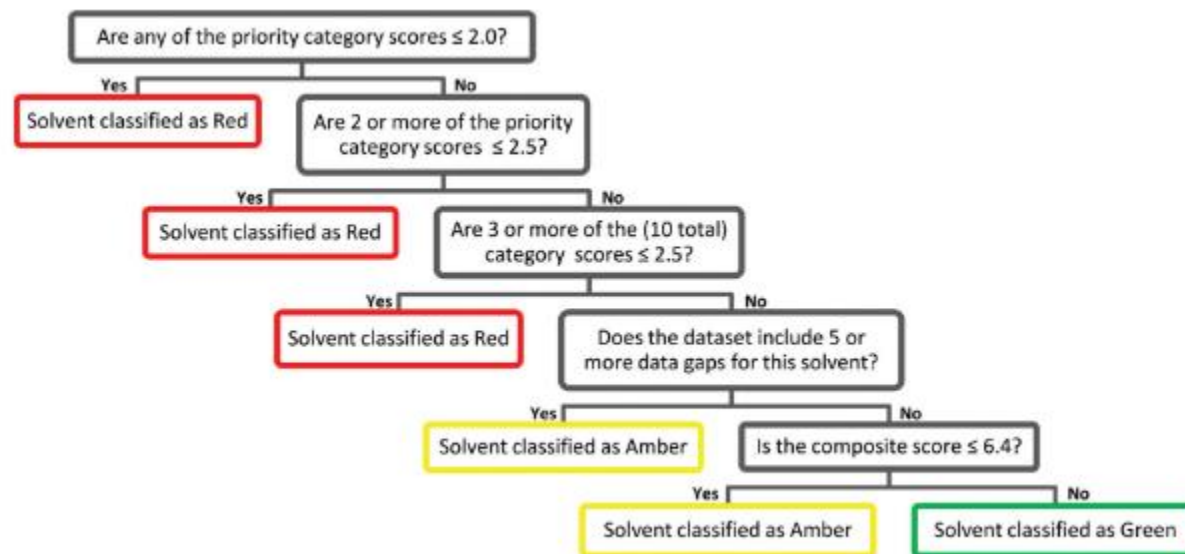 Are any of the priority category scores ≤ 2.0?
Yes
No
Solvent classified as Red
Are 2 or more of the priority
category scores ≤ 2.5?
Yes
No
Solvent classified as Red
Are 3 or more of the (10 total)
category scores ≤ 2.5?
Yes
No
Solvent classified as Red
Does the dataset include 5 or
more data gaps for this solvent?
Yes
No
Solvent classified as Amber
Is the composite score ≤ 6.4?
Yes
No
Solvent classified as Amber
Solvent classified as Green